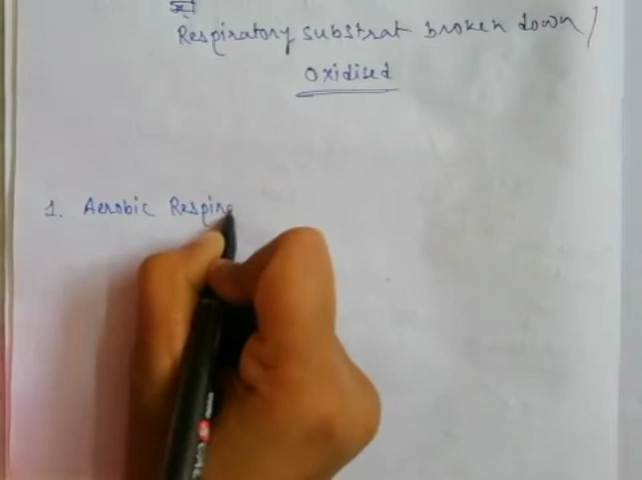 Respiratory substrat broken down/
Oxidised
1. Aerobic Respir